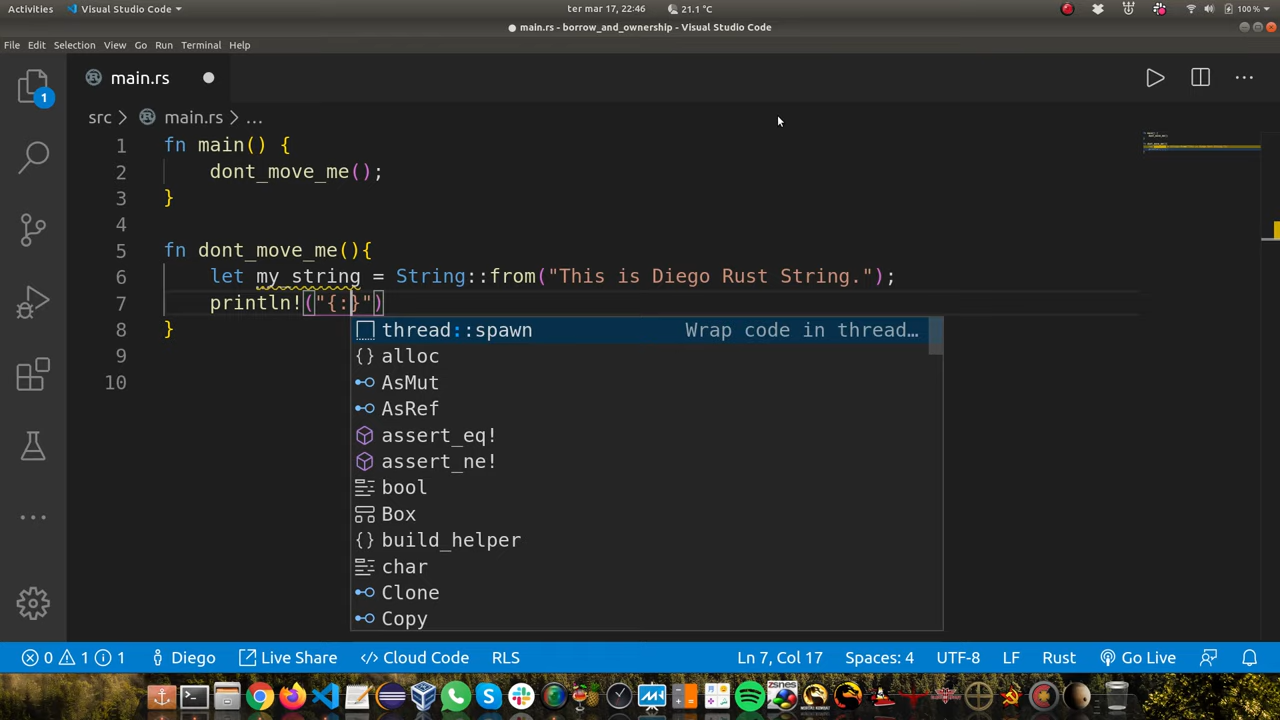 Activities Visual Studio Code ter mar 17, 22:46 21.1 °C 100 %
● main.rs - borrow_and_ownership - Visual Studio Code
File Edit Selection View Go Run Terminal Help
1 main.rs ●
src > main.rs > ...
1 fn main() {
2 dont_move_me();
3 }
4
5 fn dont_move_me(){
6 let my_string = String::from("This is Diego Rust String.");
7 println!("{:}")
8 }
9
10
thread::spawn Wrap code in thread…
{} alloc
AsMut
AsRef
assert_eq!
assert_ne!
bool
Box
{} build_helper
char
Clone
Copy
0 1 1 Diego Live Share Cloud Code RLS Ln 7, Col 17 Spaces: 4 UTF-8 LF Rust Go Live
zsnes